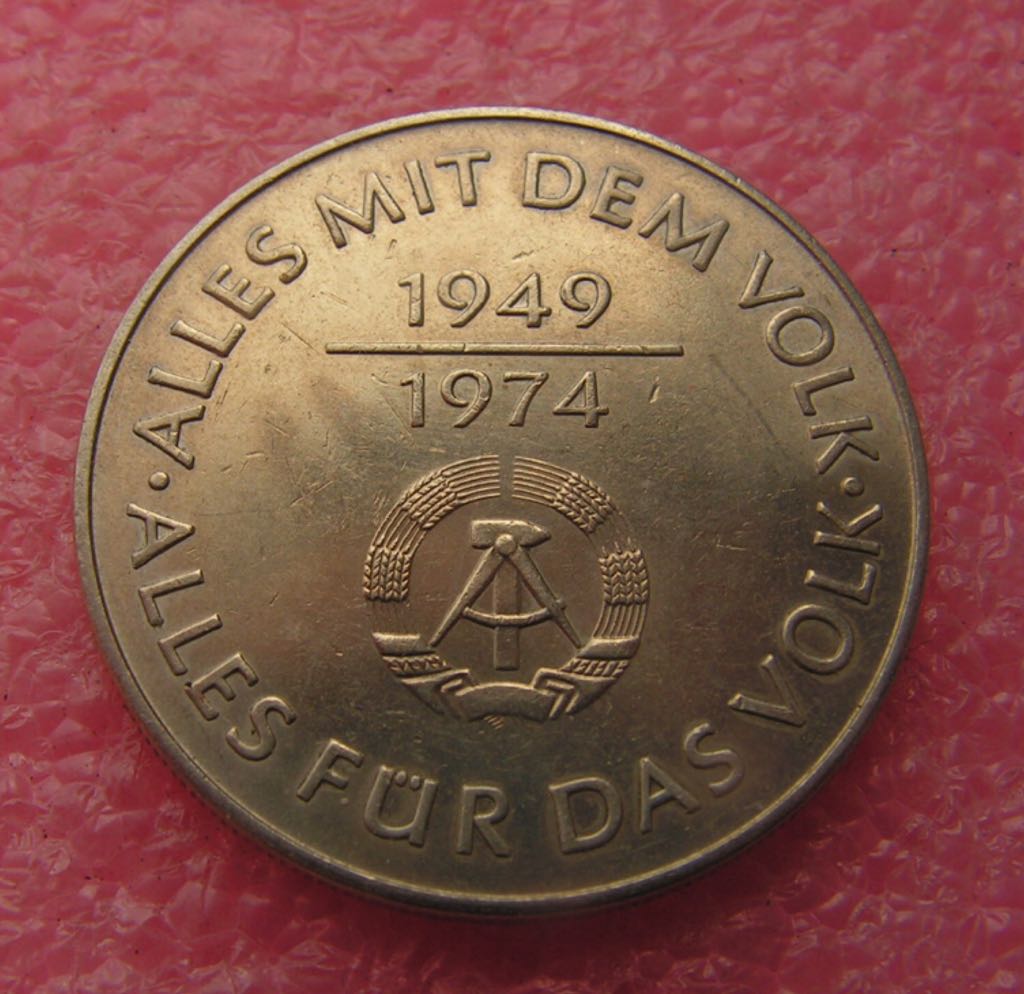 ·ALLES MIT DEM VOLK·
1949
1974
ALLES FÜR DAS VOLK